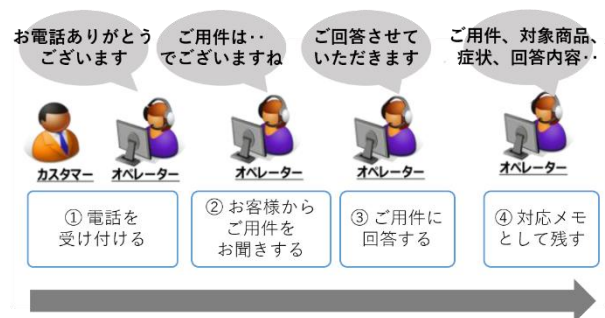 お電話ありがとう
ございます
ご用件は‥
でございますね
ご回答させて
いただきます
ご用件、対象商品、
症状、回答内容‥
カスタマー
オペレーター
オペレーター
オペレーター
オペレーター
① 電話を
受け付ける
② お客様から
ご用件を
お聞きする
③ ご用件に
回答する
④ 対応メモ
として残す